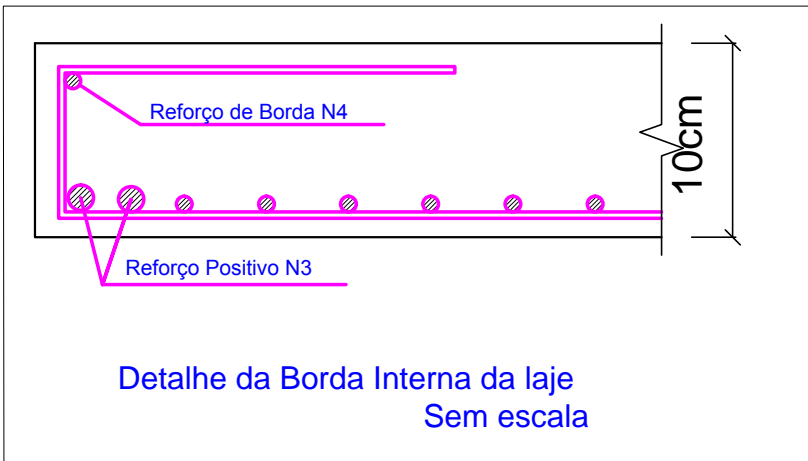 Reforço de Borda N4
10cm
Reforço Positivo N3
Detalhe da Borda Interna da laje
Sem escala